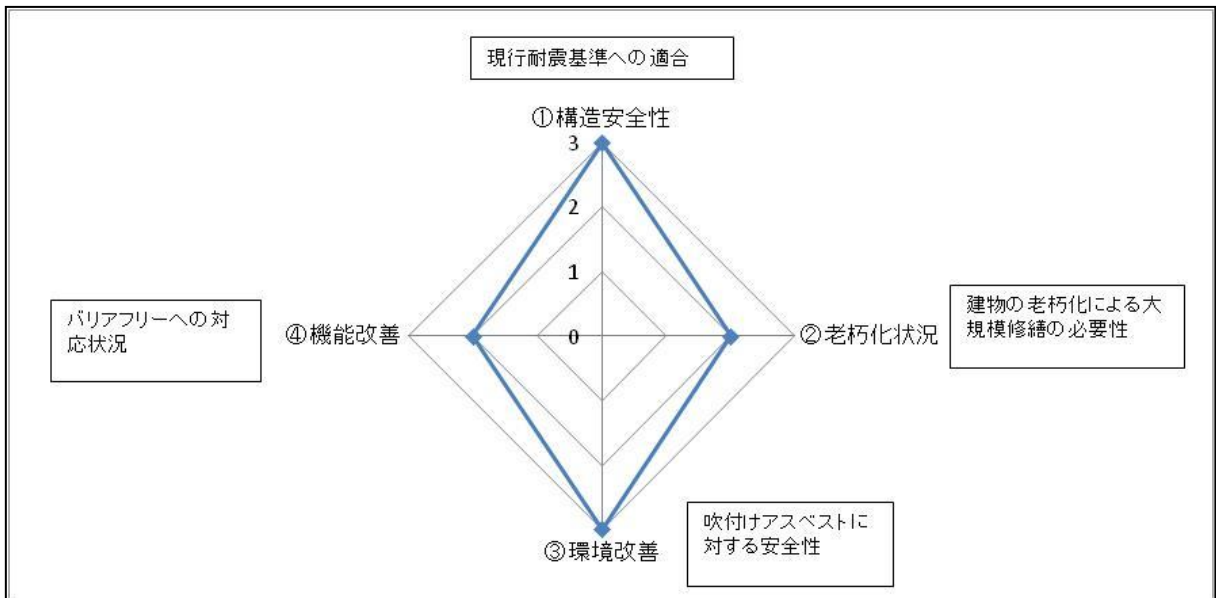 現行耐震基準への適合
①構造安全性
3
2
1
0
バリアフリーへの対
応状況
④機能改善
②老朽化状況
建物の老朽化による大
規模修繕の必要性
③環境改善
吹付けアスベストに
対する安全性